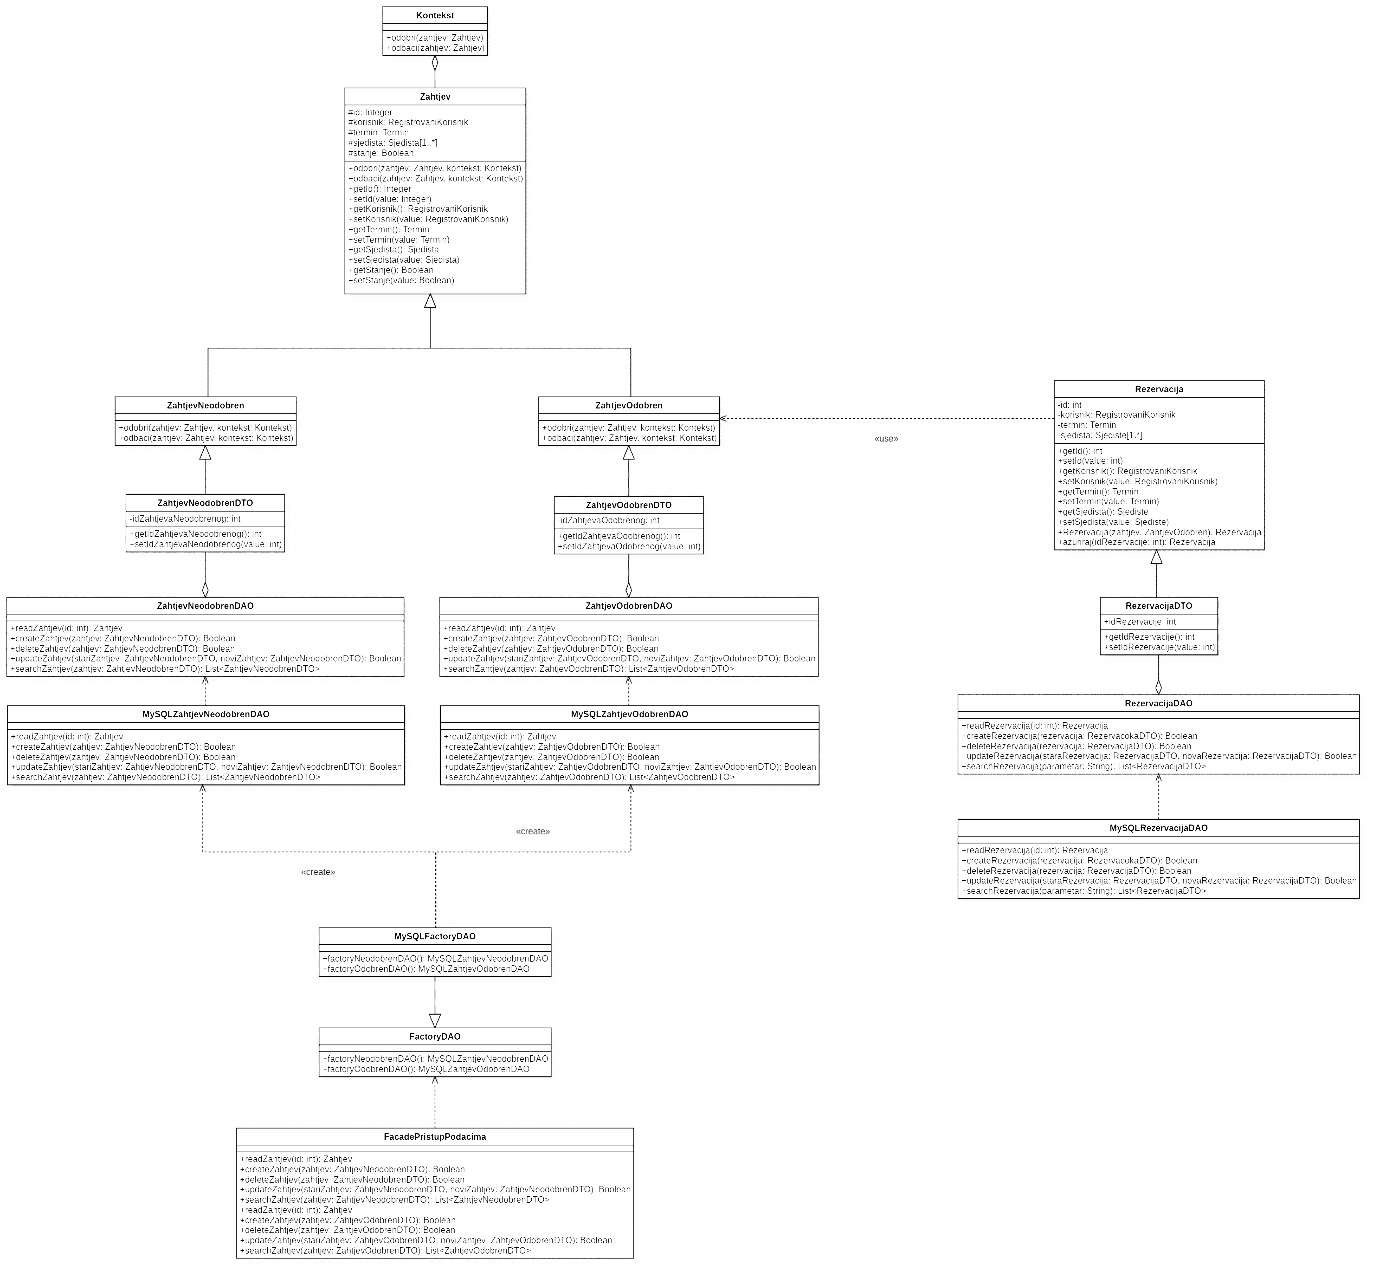 Kontekst
+odobri(zahtjev: Zahtjev)
+odbaci(zahtjev: Zahtjev)
Zahtjev
#id: Integer
#korisnik: RegistrovaniKorisnik
#termin: Termin
#sjedista: Sjedista[1..*]
#stanje: Boolean
+odobri(zahtjev: Zahtjev, kontekst: Kontekst)
+odbaci(zahtjev: Zahtjev, kontekst: Kontekst)
+getId(): Integer
+setId(value: Integer)
+getKorisnik(): RegistrovaniKorisnik
+setKorisnik(value: RegistrovaniKorisnik)
+getTermin(): Termin
+setTermin(value: Termin)
+getSjedista(): Sjedista
+setSjedista(value: Sjedista)
+getStanje(): Boolean
+setStanje(value: Boolean)
ZahtjevNeodobren
+odobri(zahtjev: Zahtjev, kontekst: Kontekst)
+odbaci(zahtjev: Zahtjev, kontekst: Kontekst)
ZahtjevOdobren
+odobri(zahtjev: Zahtjev, kontekst: Kontekst)
+odbaci(zahtjev: Zahtjev, kontekst: Kontekst)
«use»
Rezervacija
-id: int
-korisnik: RegistrovaniKorisnik
-termin: Termin
-sjedista: Sjediste[1..*]
+getId(): int
+setId(value: int)
+getKorisnik(): RegistrovaniKorisnik
+setKorisnik(value: RegistrovaniKorisnik)
+getTermin(): Termin
+setTermin(value: Termin)
+getSjedista(): Sjediste
+setSjedista(value: Sjediste)
+Rezervacija(zahtjev: ZahtjevOdobren): Rezervacija
+azuriraj(idRezervacije: int): Rezervacija
ZahtjevNeodobrenDTO
-idZahtjevaNeodobrenog: int
+getIdZahtjevaNeodobrenog(): int
+setIdZahtjevaNeodobrenog(value: int)
ZahtjevOdobrenDTO
-idZahtjevaOdobrenog: int
+getIdZahtjevaOdobrenog(): int
+setIdZahtjevaOdobrenog(value: int)
RezervacijaDTO
+idRezervacije: int
+getIdRezervacije(): int
+setIdRezervacije(value: int)
ZahtjevNeodobrenDAO
+readZahtjev(id: int): Zahtjev
+createZahtjev(zahtjev: ZahtjevNeodobrenDTO): Boolean
+deleteZahtjev(zahtjev: ZahtjevNeodobrenDTO): Boolean
+updateZahtjev(stariZahtjev: ZahtjevNeodobrenDTO, noviZahtjev: ZahtjevNeodobrenDTO): Boolean
+searchZahtjev(zahtjev: ZahtjevNeodobrenDTO): List<ZahtjevNeodobrenDTO>
ZahtjevOdobrenDAO
+readZahtjev(id: int): Zahtjev
+createZahtjev(zahtjev: ZahtjevOdobrenDTO): Boolean
+deleteZahtjev(zahtjev: ZahtjevOdobrenDTO): Boolean
+updateZahtjev(stariZahtjev: ZahtjevOdobrenDTO, noviZahtjev: ZahtjevOdobrenDTO): Boolean
+searchZahtjev(zahtjev: ZahtjevOdobrenDTO): List<ZahtjevOdobrenDTO>
RezervacijaDAO
+readRezervacija(id: int): Rezervacija
+createRezervacija(rezervacija: RezervacokaDTO): Boolean
+deleteRezervacija(rezervacija: RezervacijaDTO): Boolean
+updateRezervacija(staraRezervacija: RezervacijaDTO, novaRezervacija: RezervacijaDTO): Boolean
+searchRezervacija(parametar: String): List<RezervacijaDTO>
MySQLZahtjevNeodobrenDAO
+readZahtjev(id: int): Zahtjev
+createZahtjev(zahtjev: ZahtjevNeodobrenDTO): Boolean
+deleteZahtjev(zahtjev: ZahtjevNeodobrenDTO): Boolean
+updateZahtjev(stariZahtjev: ZahtjevNeodobrenDTO, noviZahtjev: ZahtjevNeodobrenDTO): Boolean
+searchZahtjev(zahtjev: ZahtjevNeodobrenDTO): List<ZahtjevNeodobrenDTO>
MySQLZahtjevOdobrenDAO
+readZahtjev(id: int): Zahtjev
+createZahtjev(zahtjev: ZahtjevOdobrenDTO): Boolean
+deleteZahtjev(zahtjev: ZahtjevOdobrenDTO): Boolean
+updateZahtjev(stariZahtjev: ZahtjevOdobrenDTO, noviZahtjev: ZahtjevOdobrenDTO): Boolean
+searchZahtjev(zahtjev: ZahtjevOdobrenDTO): List<ZahtjevOdobrenDTO>
MySQLRezervacijaDAO
+readRezervacija(id: int): Rezervacija
+createRezervacija(rezervacija: RezervacokaDTO): Boolean
+deleteRezervacija(rezervacija: RezervacijaDTO): Boolean
+updateRezervacija(staraRezervacija: RezervacijaDTO, novaRezervacija: RezervacijaDTO): Boolean
+searchRezervacija(parametar: String): List<RezervacijaDTO>
«create»
«create»
MySQLFactoryDAO
+factoryNeodobrenDAO(): MySQLZahtjevNeodobrenDAO
+factoryOdobrenDAO(): MySQLZahtjevOdobrenDAO
FactoryDAO
+factoryNeodobrenDAO(): MySQLZahtjevNeodobrenDAO
+factoryOdobrenDAO(): MySQLZahtjevOdobrenDAO
FacadePristupPodacima
+readZahtjev(id: int): Zahtjev
+createZahtjev(zahtjev: ZahtjevNeodobrenDTO): Boolean
+deleteZahtjev(zahtjev: ZahtjevNeodobrenDTO): Boolean
+updateZahtjev(stariZahtjev: ZahtjevNeodobrenDTO, noviZahtjev: ZahtjevNeodobrenDTO): Boolean
+searchZahtjev(zahtjev: ZahtjevNeodobrenDTO): List<ZahtjevNeodobrenDTO>
+readZahtjev(id: int): Zahtjev
+createZahtjev(zahtjev: ZahtjevOdobrenDTO): Boolean
+deleteZahtjev(zahtjev: ZahtjevOdobrenDTO): Boolean
+updateZahtjev(stariZahtjev: ZahtjevOdobrenDTO, noviZahtjev: ZahtjevOdobrenDTO): Boolean
+searchZahtjev(zahtjev: ZahtjevOdobrenDTO): List<ZahtjevOdobrenDTO>